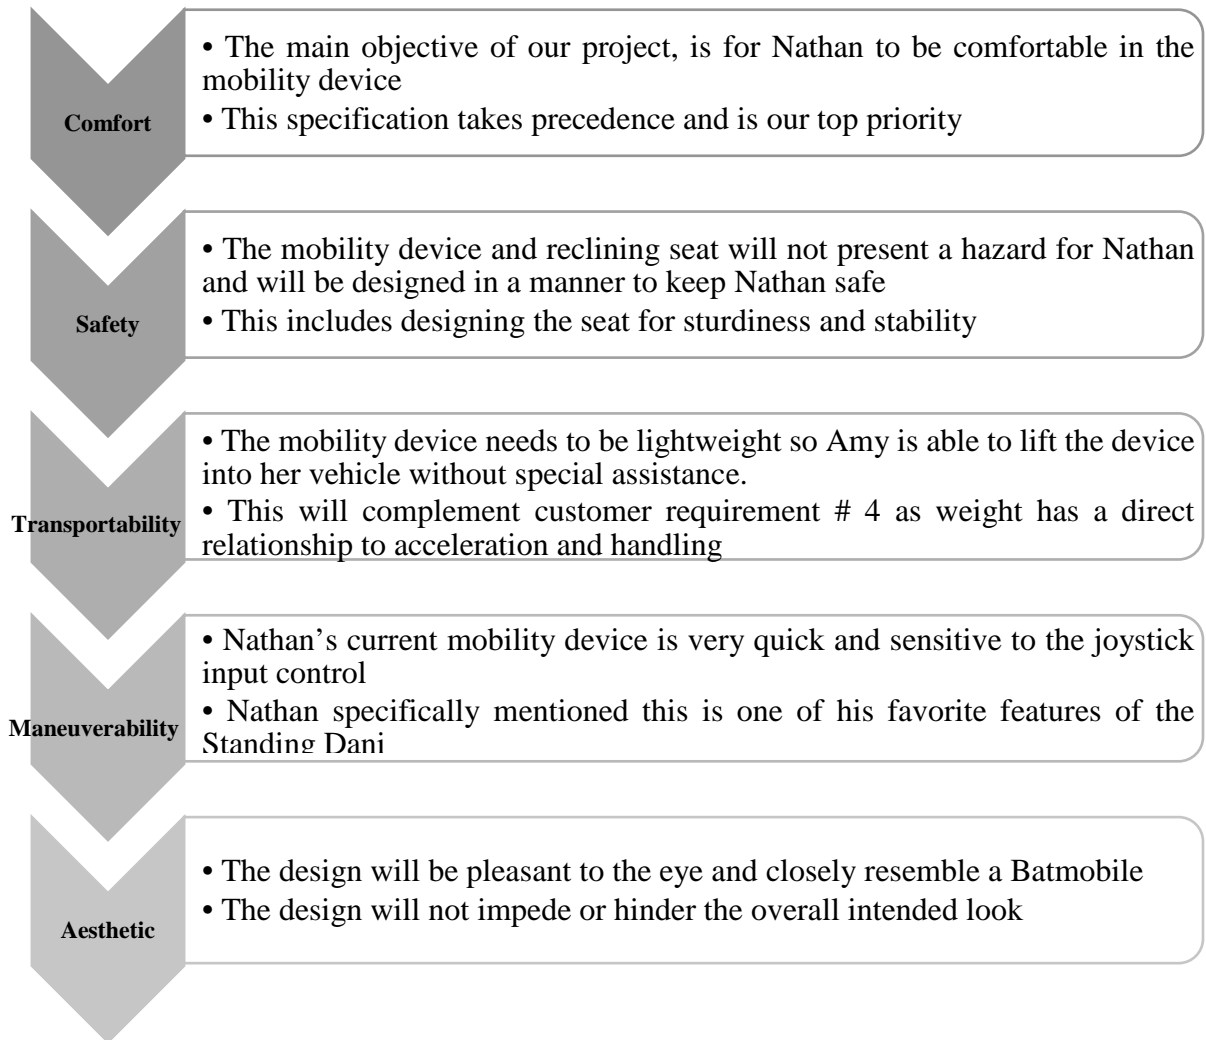 Comfort
• The main objective of our project, is for Nathan to be comfortable in the
mobility device
• This specification takes precedence and is our top priority
Safety
• The mobility device and reclining seat will not present a hazard for Nathan
and will be designed in a manner to keep Nathan safe
• This includes designing the seat for sturdiness and stability
Transportability
• The mobility device needs to be lightweight so Amy is able to lift the device
into her vehicle without special assistance.
• This will complement customer requirement # 4 as weight has a direct
relationship to acceleration and handling
Maneuverability
• Nathan’s current mobility device is very quick and sensitive to the joystick
input control
• Nathan specifically mentioned this is one of his favorite features of the
Standing Dani
Aesthetic
• The design will be pleasant to the eye and closely resemble a Batmobile
• The design will not impede or hinder the overall intended look